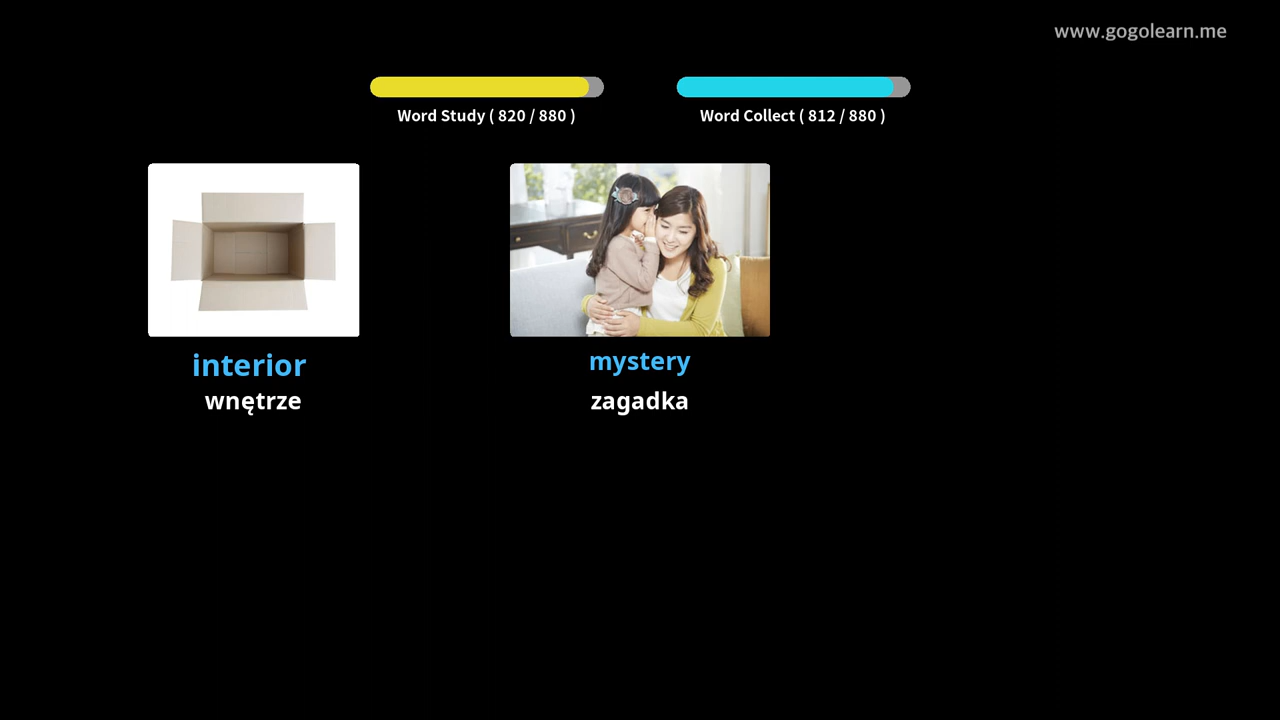 www.gogolearn.me
Word Study ( 820 / 880 )
Word Collect ( 812 / 880 )
interior
wnętrze
mystery
zagadka